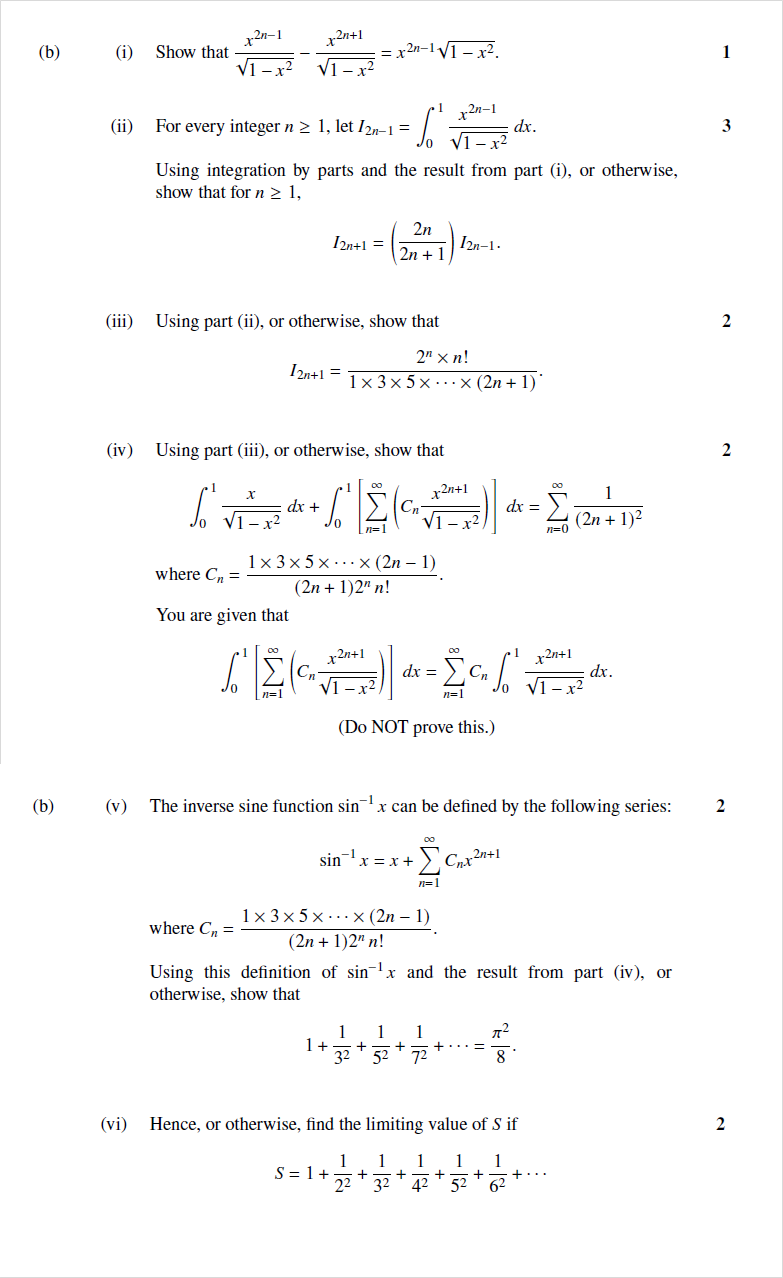 (b) (i) Show that $\frac{x^{2n-1}}{\sqrt{1-x^2}} - \frac{x^{2n+1}}{\sqrt{1-x^2}} = x^{2n-1}\sqrt{1-x^2}$. 1
(ii) For every integer $n \geq 1$, let $I_{2n-1} = \int_0^1 \frac{x^{2n-1}}{\sqrt{1-x^2}}\,dx$. 3
Using integration by parts and the result from part (i), or otherwise,
show that for $n \geq 1$,
$I_{2n+1} = \left(\frac{2n}{2n+1}\right) I_{2n-1}$.
(iii) Using part (ii), or otherwise, show that 2
$I_{2n+1} = \frac{2^n \times n!}{1 \times 3 \times 5 \times \cdots \times (2n+1)}$.
(iv) Using part (iii), or otherwise, show that 2
$\int_0^1 \frac{x}{\sqrt{1-x^2}}\,dx + \int_0^1 \left[\sum_{n=1}^{\infty} \left(C_n \frac{x^{2n+1}}{\sqrt{1-x^2}}\right)\right] dx = \sum_{n=0}^{\infty} \frac{1}{(2n+1)^2}$
where $C_n = \frac{1 \times 3 \times 5 \times \cdots \times (2n-1)}{(2n+1)2^n\,n!}$.
You are given that
$\int_0^1 \left[\sum_{n=1}^{\infty} \left(C_n \frac{x^{2n+1}}{\sqrt{1-x^2}}\right)\right] dx = \sum_{n=1}^{\infty} C_n \int_0^1 \frac{x^{2n+1}}{\sqrt{1-x^2}}\,dx$.
(Do NOT prove this.)
(b) (v) The inverse sine function $\sin^{-1} x$ can be defined by the following series: 2
$\sin^{-1} x = x + \sum_{n=1}^{\infty} C_n x^{2n+1}$
where $C_n = \frac{1 \times 3 \times 5 \times \cdots \times (2n-1)}{(2n+1)2^n\,n!}$.
Using this definition of $\sin^{-1} x$ and the result from part (iv), or
otherwise, show that
$1 + \frac{1}{3^2} + \frac{1}{5^2} + \frac{1}{7^2} + \cdots = \frac{\pi^2}{8}$.
(vi) Hence, or otherwise, find the limiting value of $S$ if 2
$S = 1 + \frac{1}{2^2} + \frac{1}{3^2} + \frac{1}{4^2} + \frac{1}{5^2} + \frac{1}{6^2} + \cdots$